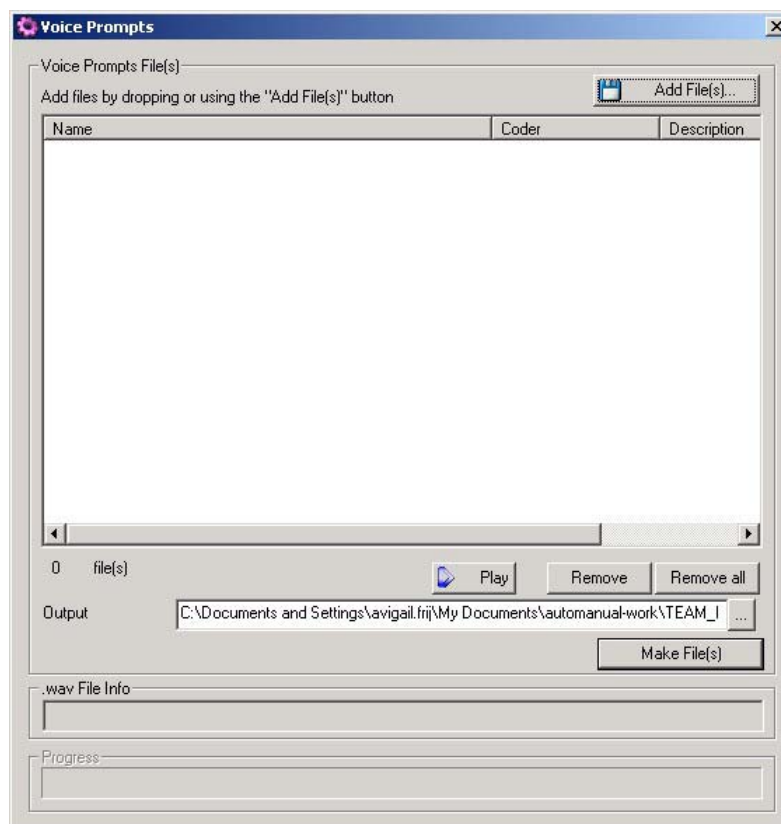 Voice Prompts
Voice Prompts File(s)
Add files by dropping or using the "Add File(s)" button
Add File(s)...
Name Coder Description
0 file(s)
Play Remove Remove all
Output C:\Documents and Settings\avigail.frij\My Documents\automanual-work\TEAM_I ...
Make File(s)
.wav File Info
Progress